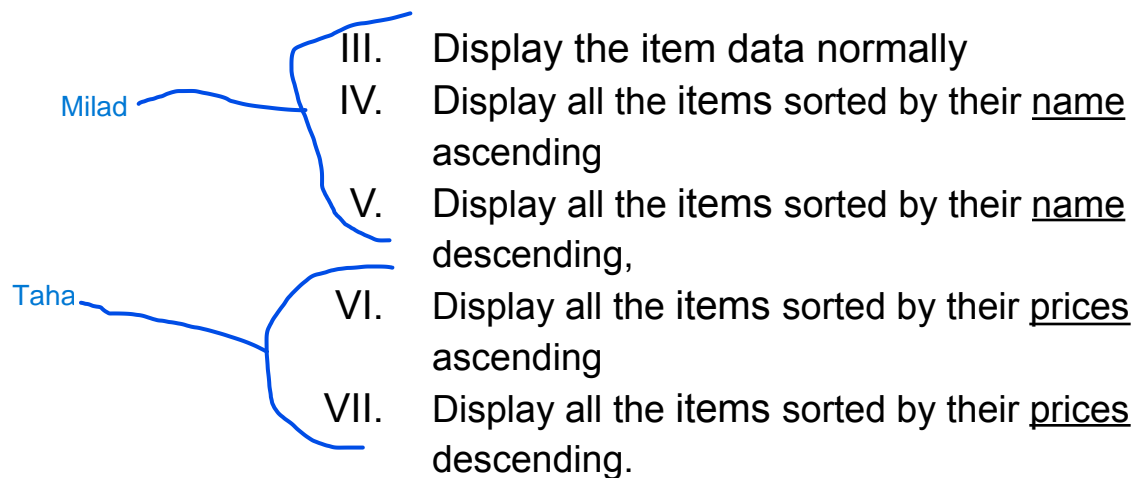 III. Display the item data normally
Milad
IV. Display all the items sorted by their name
ascending
V. Display all the items sorted by their name
descending,
Taha
VI. Display all the items sorted by their prices
ascending
VII. Display all the items sorted by their prices
descending.